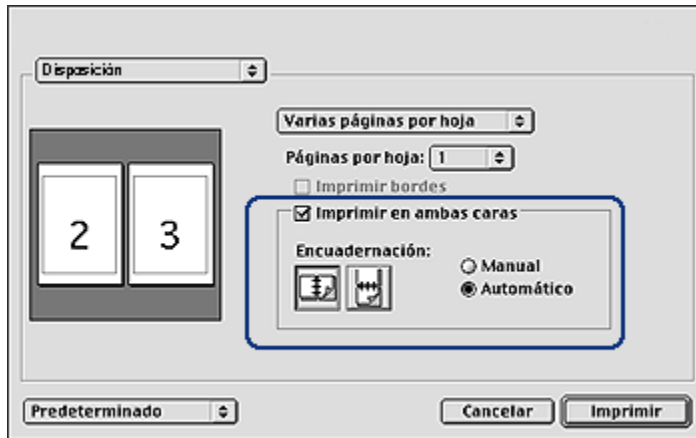 Disposición
Varias páginas por hoja
Páginas por hoja: 1
Imprimir bordes
Imprimir en ambas caras
2 3
Encuadernación:
Manual
Automático
Predeterminado Cancelar Imprimir